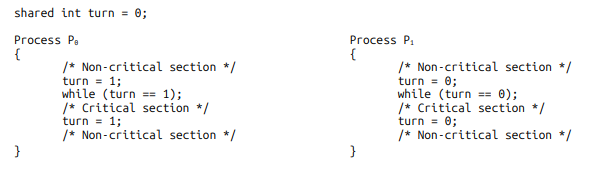 shared int turn = 0;
Process P₀
{
/* Non-critical section */
turn = 1;
while (turn == 1);
/* Critical section */
turn = 1;
/* Non-critical section */
}
Process P₁
{
/* Non-critical section */
turn = 0;
while (turn == 0);
/* Critical section */
turn = 0;
/* Non-critical section */
}